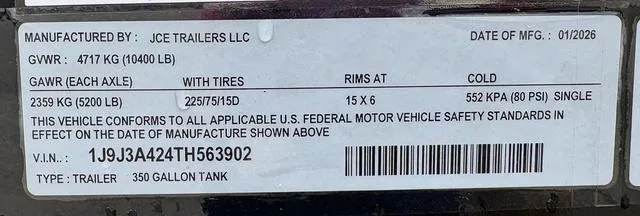 MANUFACTURED BY: JCE TRAILERS LLC DATE OF MFG. : 01/2026
GVWR : 4717 KG (10400 LB)
GAWR (EACH AXLE) WITH TIRES RIMS AT COLD
2359 KG (5200 LB) 225/75/15D 15 X 6 552 KPA (80 PSI) SINGLE
THIS VEHICLE CONFORMS TO ALL APPLICABLE U.S. FEDERAL MOTOR VEHICLE SAFETY STANDARDS IN
EFFECT ON THE DATE OF MANUFACTURE SHOWN ABOVE
V.I.N.: 1J9J3A424TH563902
TYPE : TRAILER 350 GALLON TANK